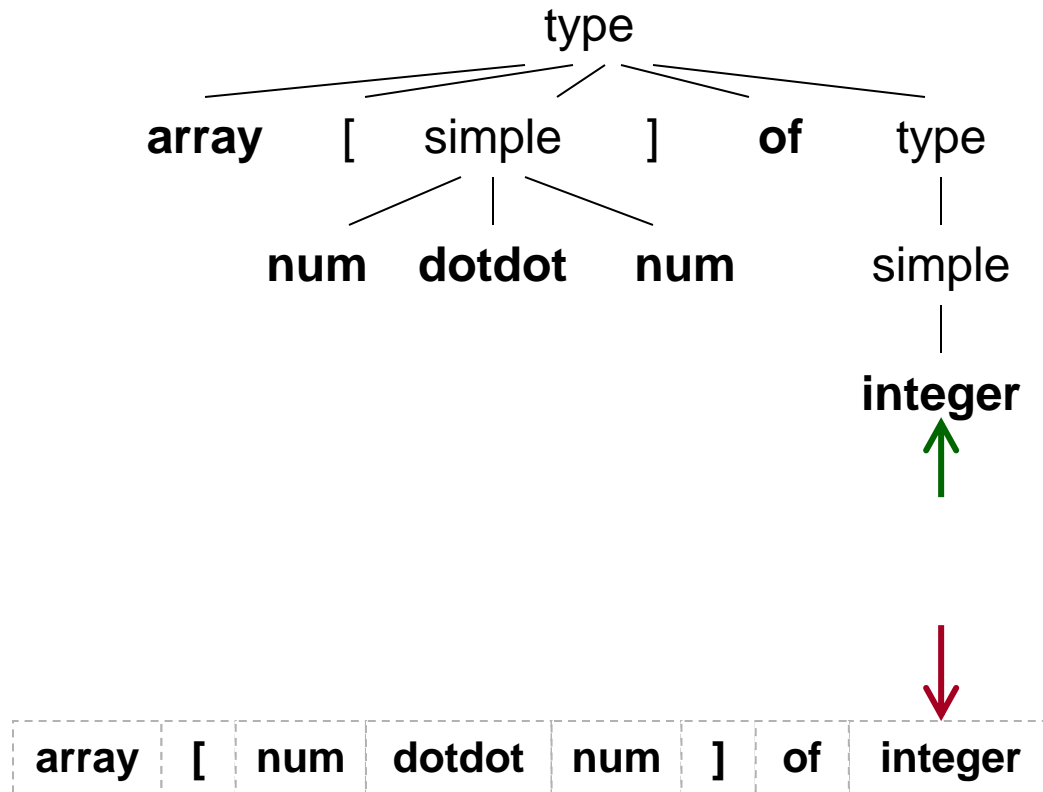 type
array [ simple ] of type
num dotdot num simple
integer
array [ num dotdot num ] of integer